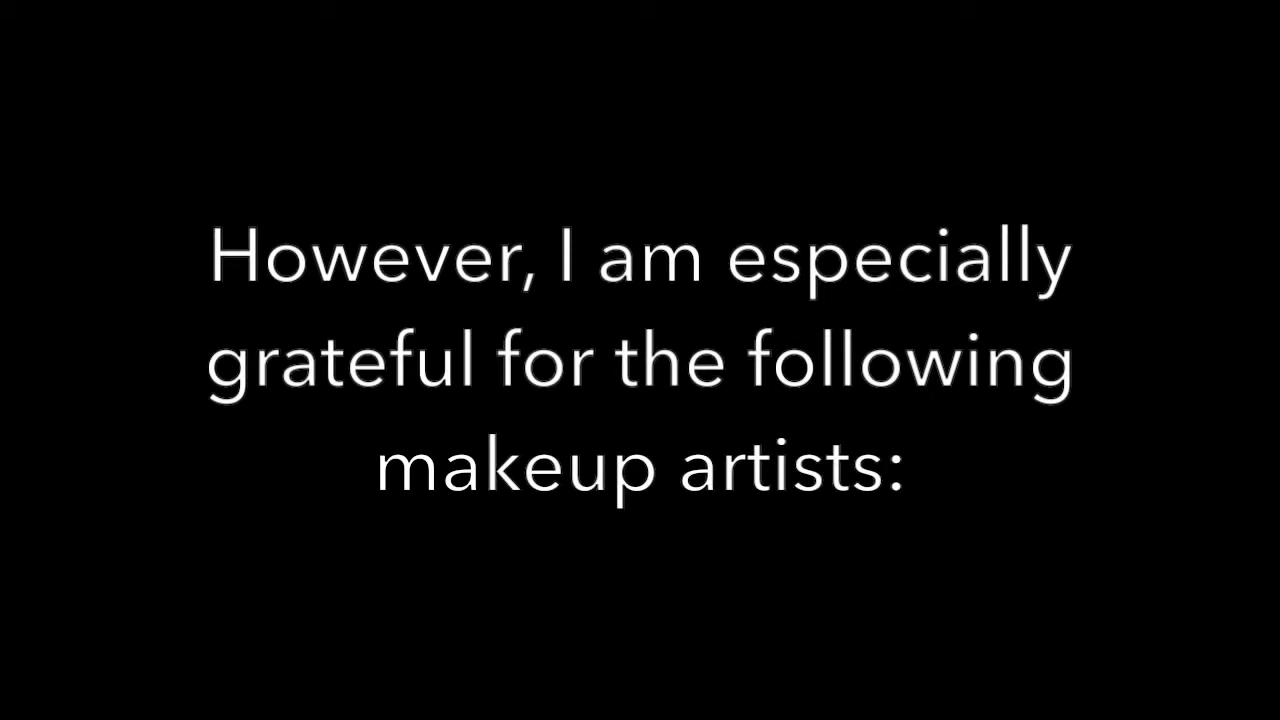 However, I am especially
grateful for the following
makeup artists: